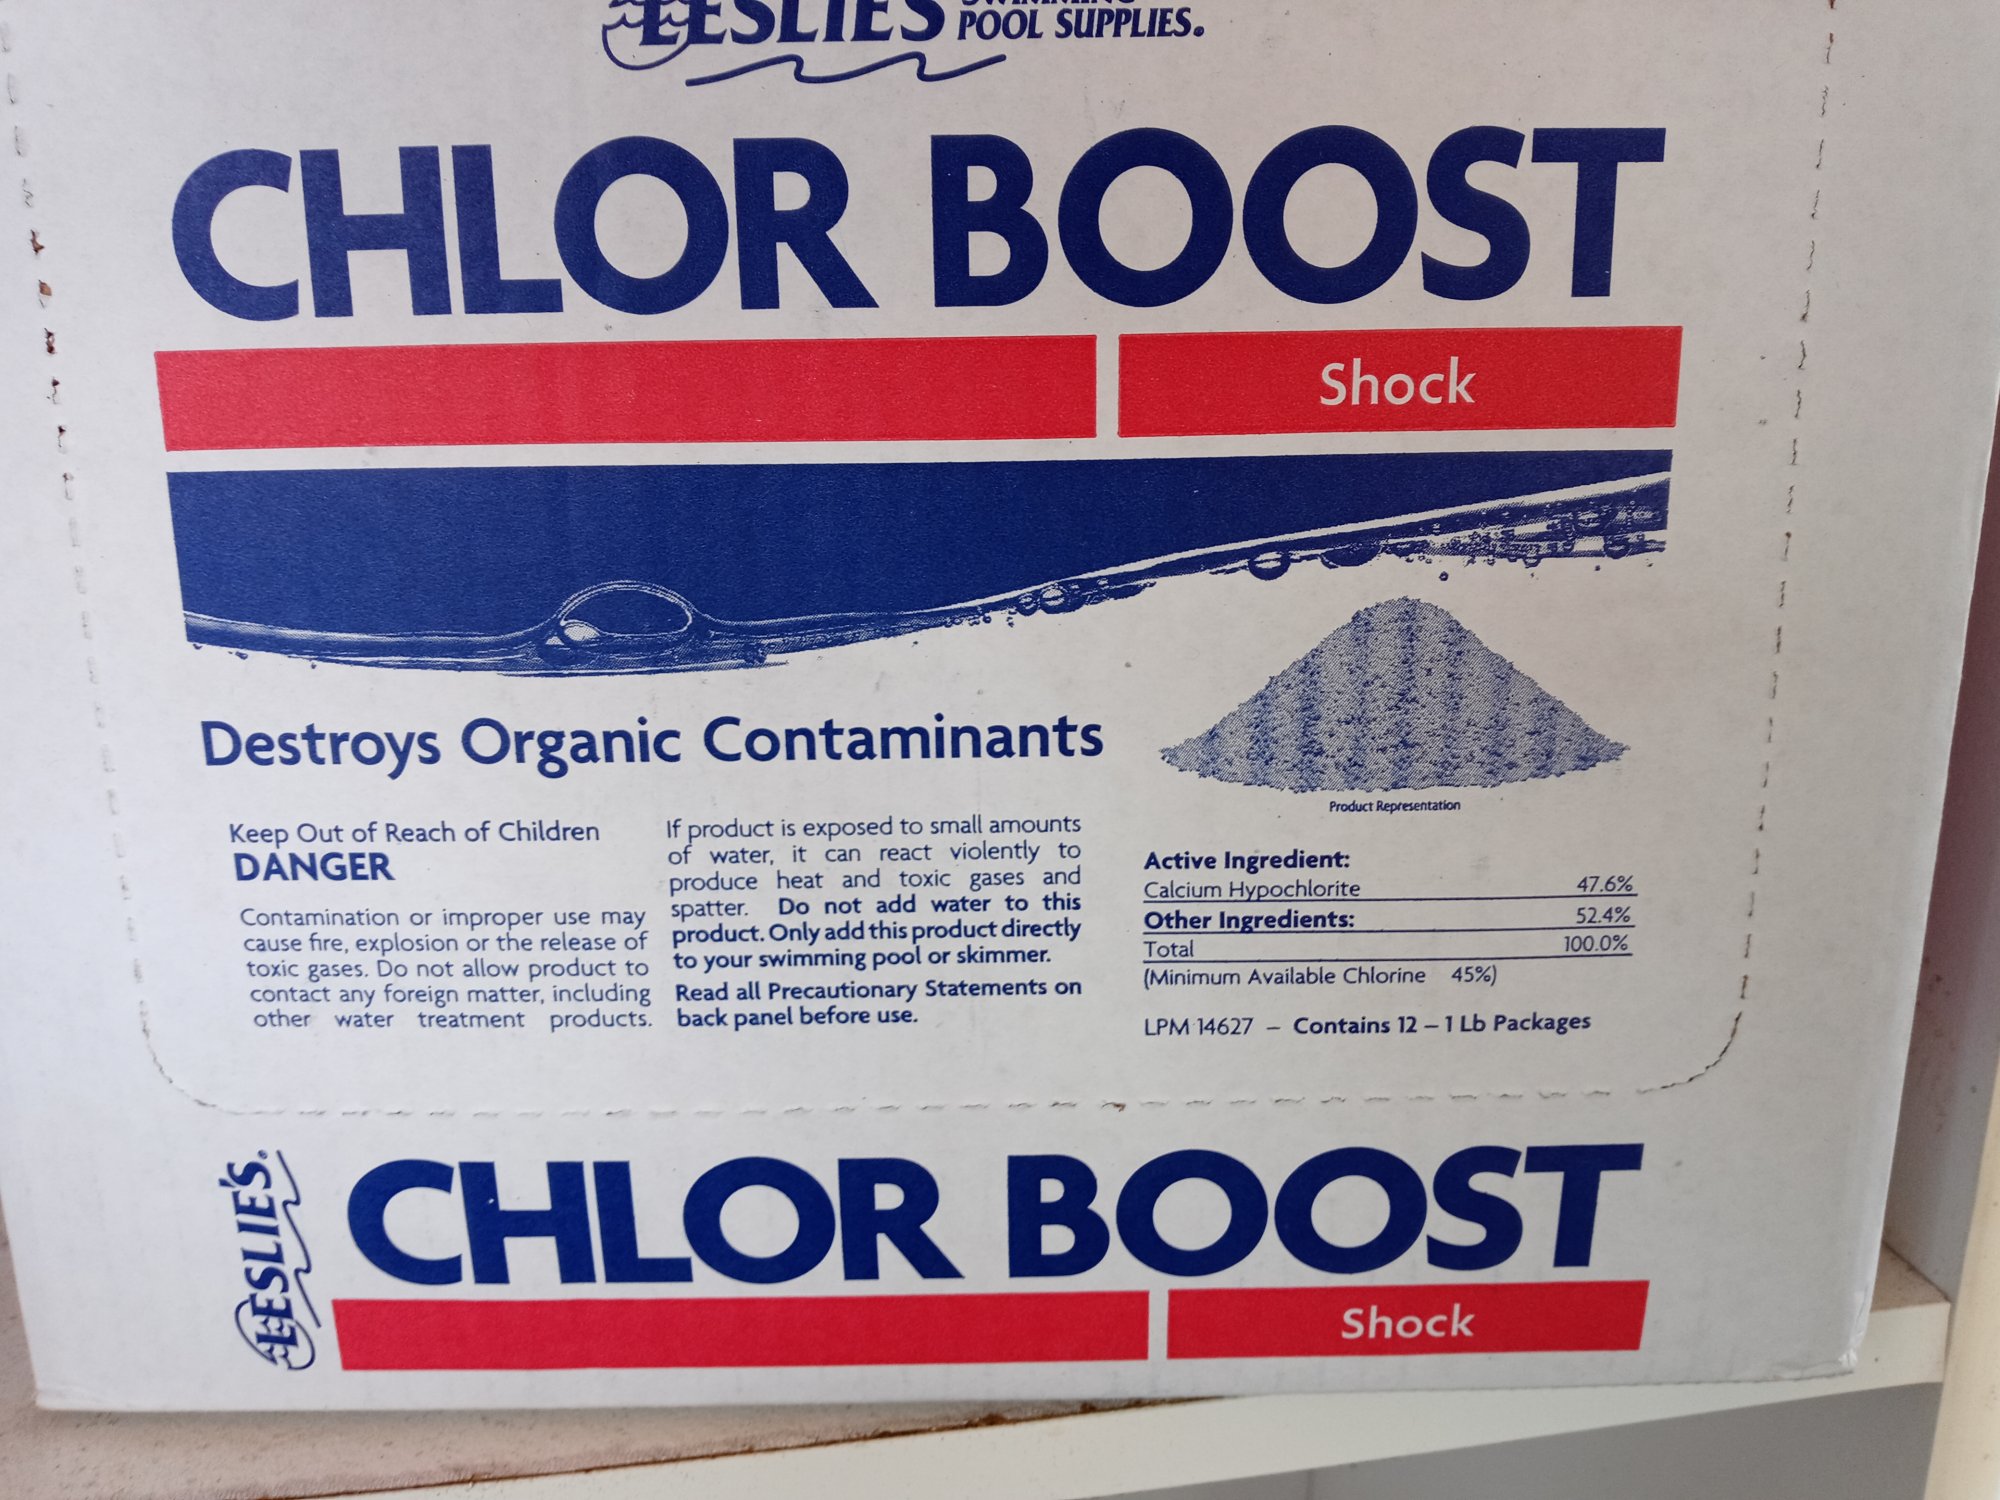 LESLIE'S SWIMMING
POOL SUPPLIES.
CHLOR BOOST
Shock
Destroys Organic Contaminants
Product Representation
Keep Out of Reach of Children
DANGER
Contamination or improper use may
cause fire, explosion or the release of
toxic gases. Do not allow product to
contact any foreign matter, including
other water treatment products.
If product is exposed to small amounts
of water, it can react violently to
produce heat and toxic gases and
spatter. Do not add water to this
product. Only add this product directly
to your swimming pool or skimmer.
Read all Precautionary Statements on
back panel before use.
Active Ingredient:
Calcium Hypochlorite 47.6%
Other Ingredients: 52.4%
Total 100.0%
(Minimum Available Chlorine 45%)
LPM 14627 – Contains 12 – 1 Lb Packages
LESLIE'S.
CHLOR BOOST
Shock